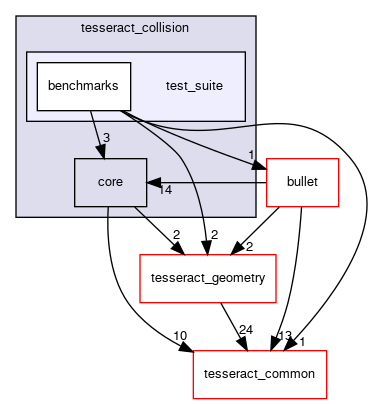 tesseract_collision
benchmarks
test_suite
3
1
core
14
bullet
2
2
2
tesseract_geometry
10
24
13
1
tesseract_common